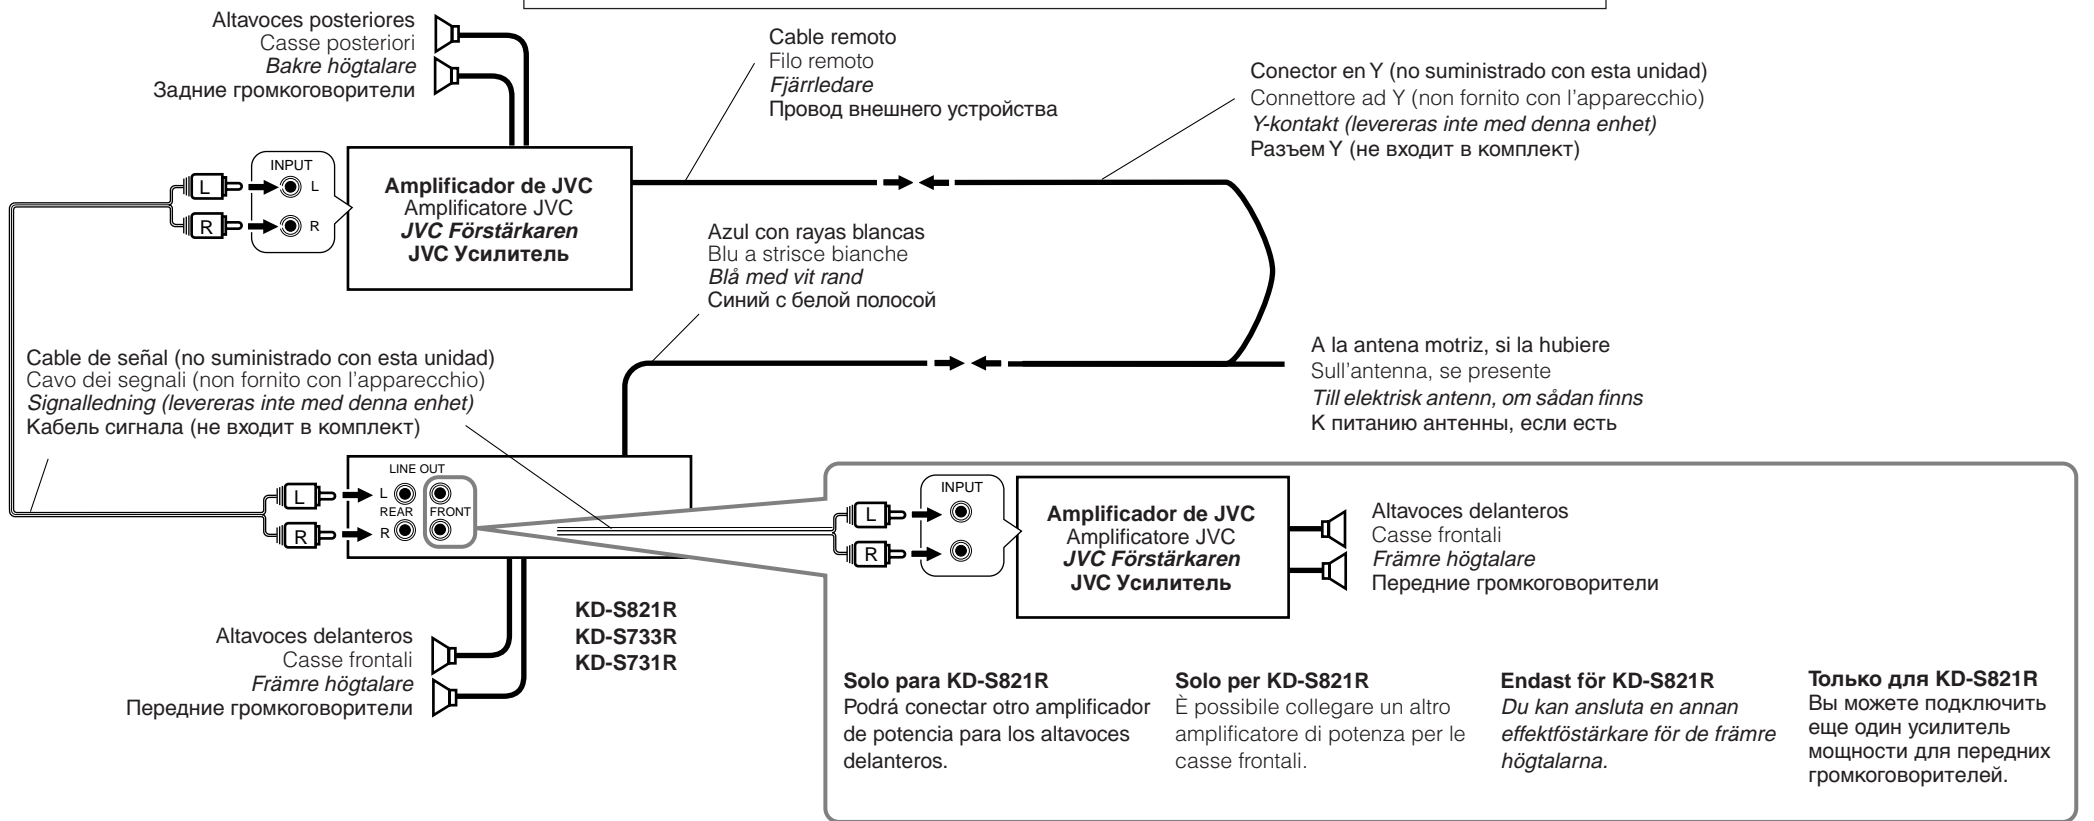 Altavoces posteriores
Casse posteriori
Bakre högtalare
Задние громкоговорители
Cable remoto
Filo remoto
Fjärrledare
Провод внешнего устройства
Conector en Y (no suministrado con esta unidad)
Connettore ad Y (non fornito con l'apparecchio)
Y-kontakt (levereras inte med denna enhet)
Разъем Y (не входит в комплект)
INPUT
L
L
R
R
Amplificador de JVC
Amplificatore JVC
JVC Förstärkaren
JVC Усилитель
Azul con rayas blancas
Blu a strisce bianche
Blå med vit rand
Синий с белой полосой
Cable de señal (no suministrado con esta unidad)
Cavo dei segnali (non fornito con l'apparecchio)
Signalledning (levereras inte med denna enhet)
Кабель сигнала (не входит в комплект)
A la antena motriz, si la hubiere
Sull'antenna, se presente
Till elektrisk antenn, om sådan finns
К питанию антенны, если есть
LINE OUT
L
L
REAR
FRONT
R
R
INPUT
L
R
Amplificador de JVC
Amplificatore JVC
JVC Förstärkaren
JVC Усилитель
Altavoces delanteros
Casse frontali
Främre högtalare
Передние громкоговорители
KD-S821R
KD-S733R
KD-S731R
Altavoces delanteros
Casse frontali
Främre högtalare
Передние громкоговорители
Solo para KD-S821R
Podrá conectar otro amplificador
de potencia para los altavoces
delanteros.
Solo per KD-S821R
È possibile collegare un altro
amplificatore di potenza per le
casse frontali.
Endast för KD-S821R
Du kan ansluta en annan
effektföstärkare för de främre
högtalarna.
Только для KD-S821R
Вы можете подключить
еще один усилитель
мощности для передних
громкоговорителей.